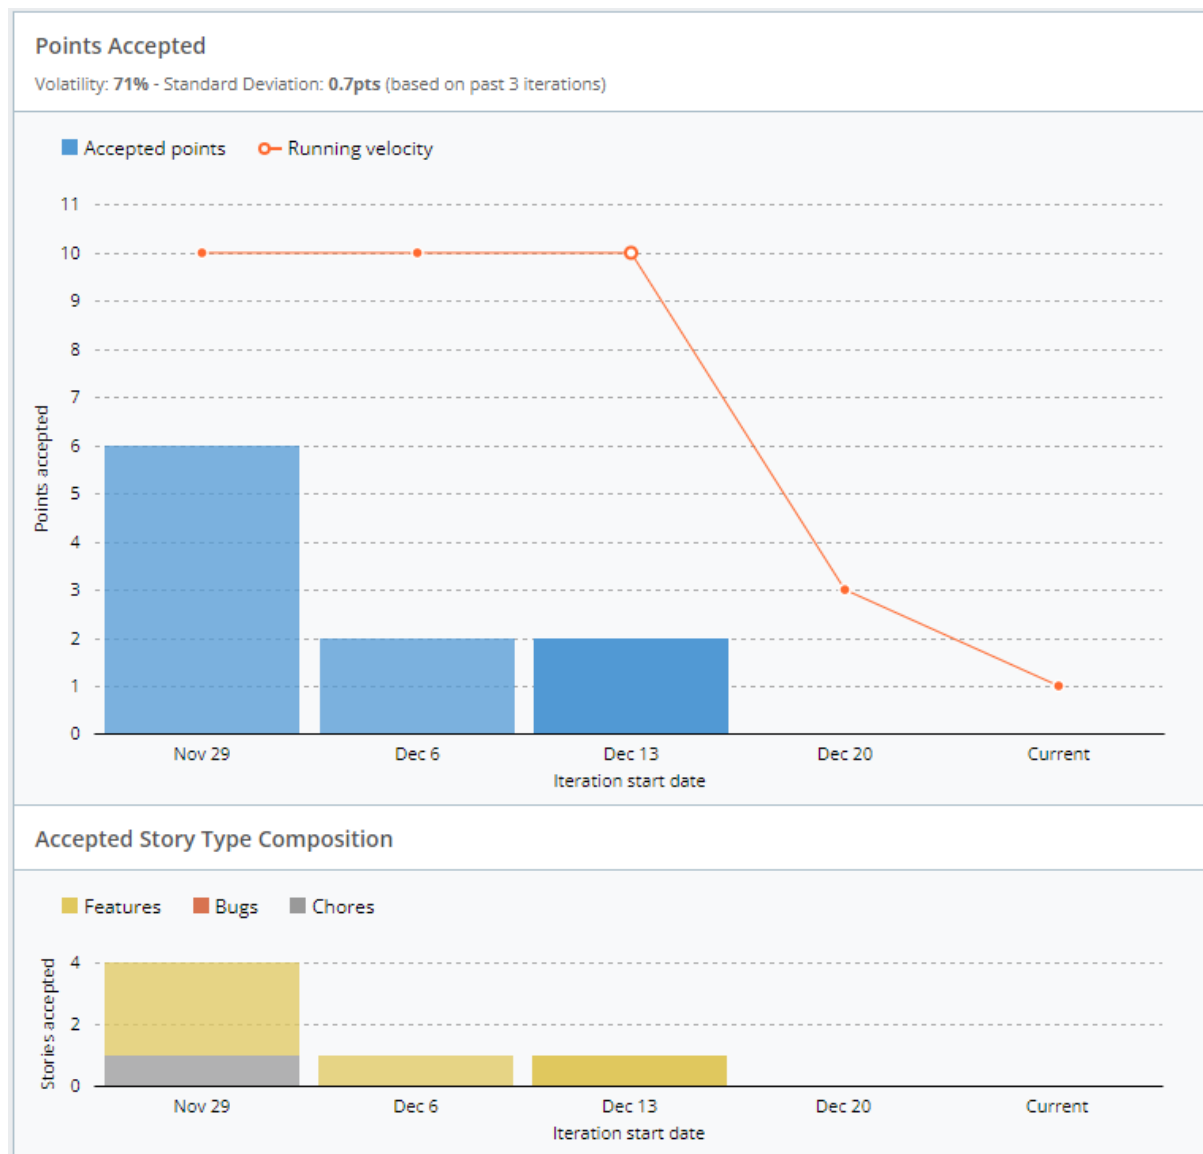 Points Accepted
Volatility: 71% - Standard Deviation: 0.7pts (based on past 3 iterations)
Accepted points Running velocity
11
10
9
8
7
6
5
4
3
2
1
0
Points accepted
Nov 29 Dec 6 Dec 13 Dec 20 Current
Iteration start date
Accepted Story Type Composition
Features Bugs Chores
4
2
0
Stories accepted
Nov 29 Dec 6 Dec 13 Dec 20 Current
Iteration start date